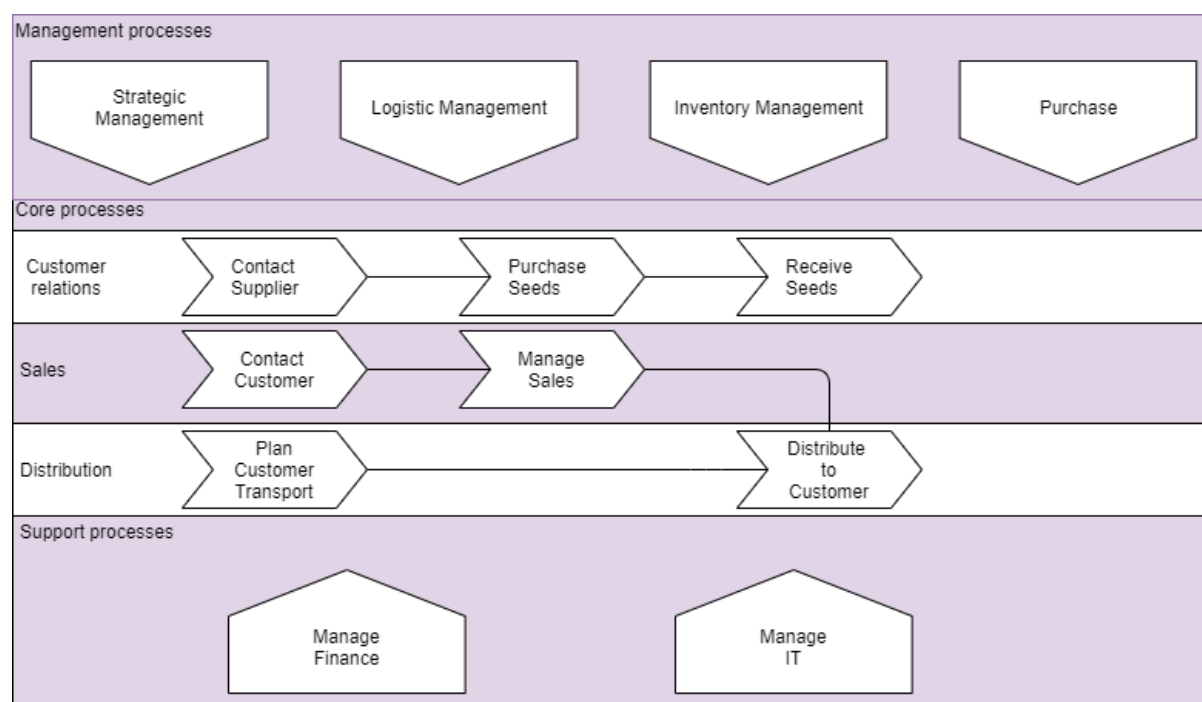 Management processes
Strategic
Management
Logistic Management
Inventory Management
Purchase
Core processes
Customer
relations
Contact
Supplier
Purchase
Seeds
Receive
Seeds
Sales
Contact
Customer
Manage
Sales
Distribution
Plan
Customer
Transport
Distribute
to
Customer
Support processes
Manage
Finance
Manage
IT